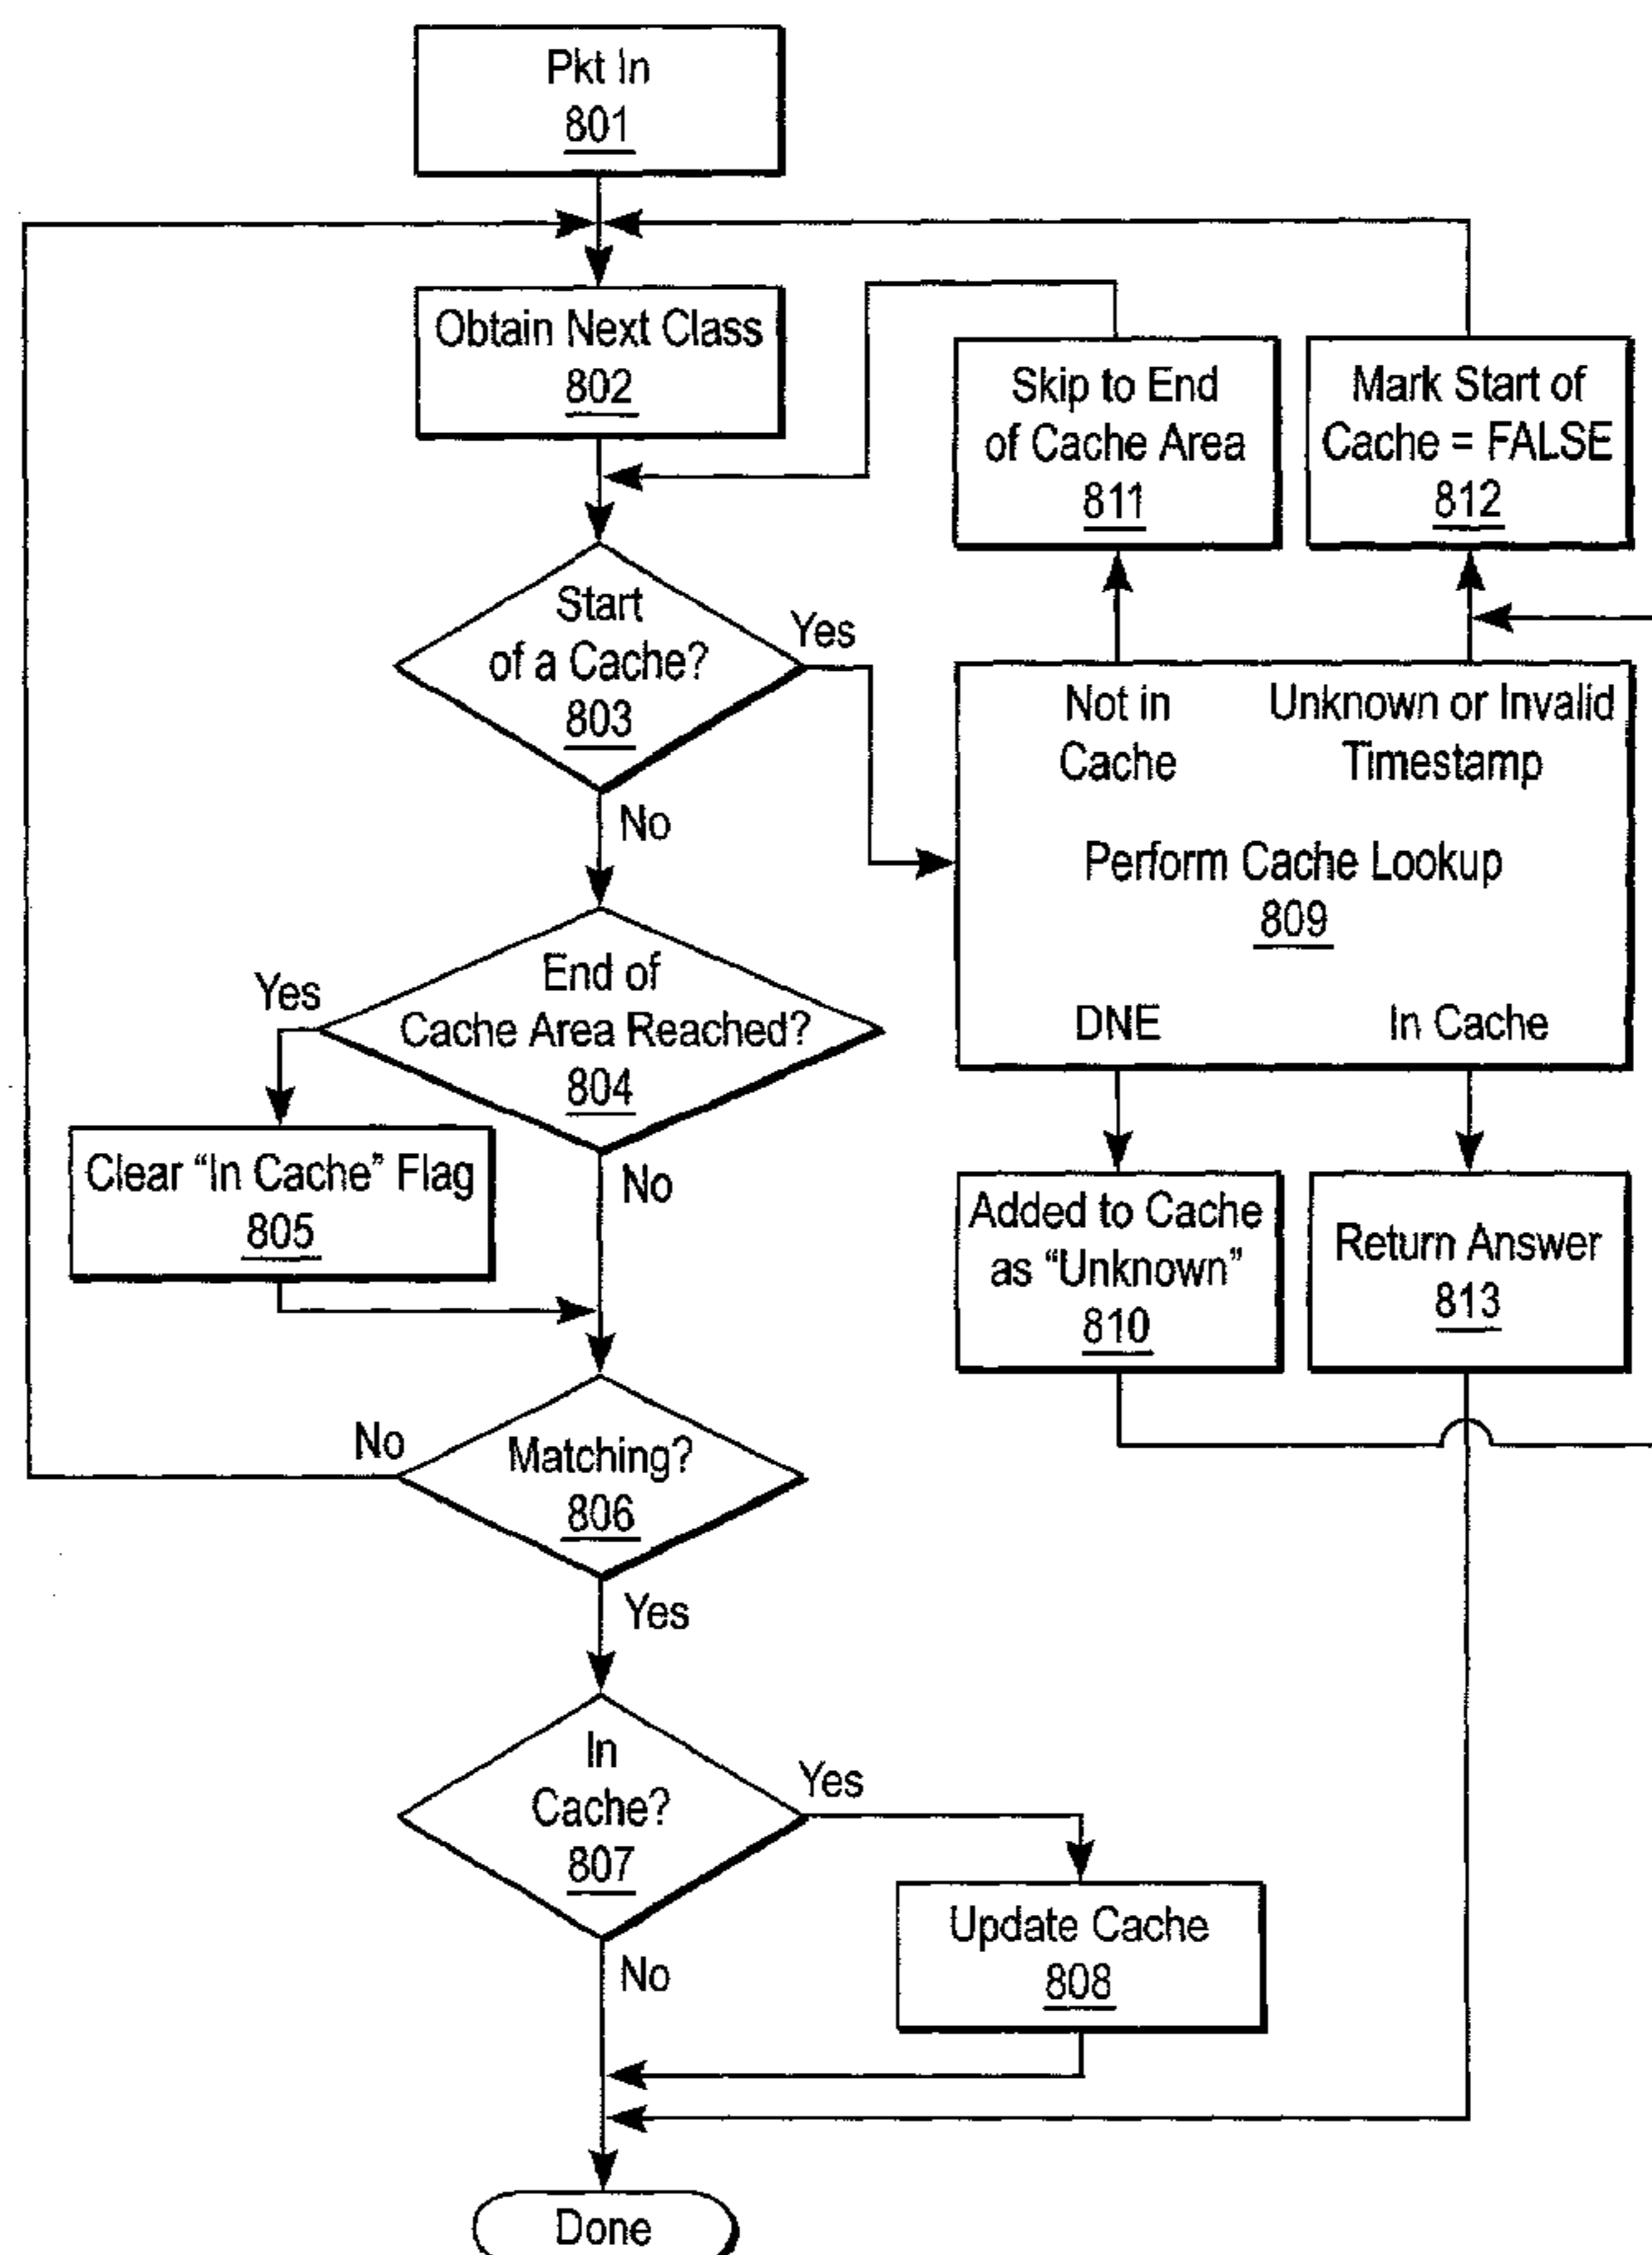 Pkt In
801
Obtain Next Class
802
Skip to End
of Cache Area
811
Mark Start of
Cache = FALSE
812
Start
of a Cache?
803
Yes
No
Not in
Cache
Unknown or Invalid
Timestamp
Perform Cache Lookup
809
DNE
In Cache
End of
Cache Area Reached?
804
Yes
No
Clear “In Cache” Flag
805
Added to Cache
as “Unknown”
810
Return Answer
813
Matching?
806
No
Yes
In
Cache?
807
Yes
No
Update Cache
808
Done